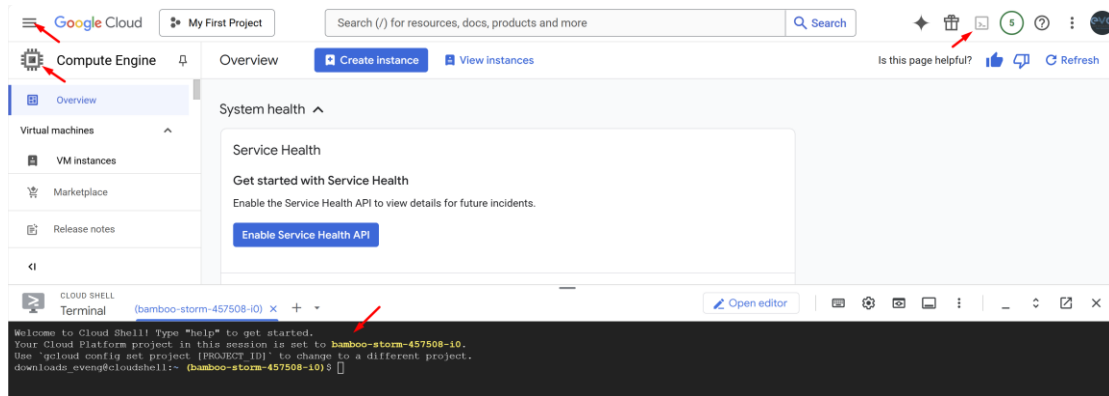 Google Cloud
My First Project
Search (/) for resources, docs, products and more
Search
5
Compute Engine
Overview
Create instance
View instances
Is this page helpful?
Refresh
Overview
Virtual machines
VM instances
Marketplace
Release notes
System health
Service Health
Get started with Service Health
Enable the Service Health API to view details for future incidents.
Enable Service Health API
CLOUD SHELL
Terminal
(bamboo-storm-457508-i0)
Open editor
Welcome to Cloud Shell! Type "help" to get started.
Your Cloud Platform project in this session is set to bamboo-storm-457508-i0.
Use `gcloud config set project [PROJECT_ID]` to change to a different project.
downloads_eveng@cloudshell:~ (bamboo-storm-457508-i0)$